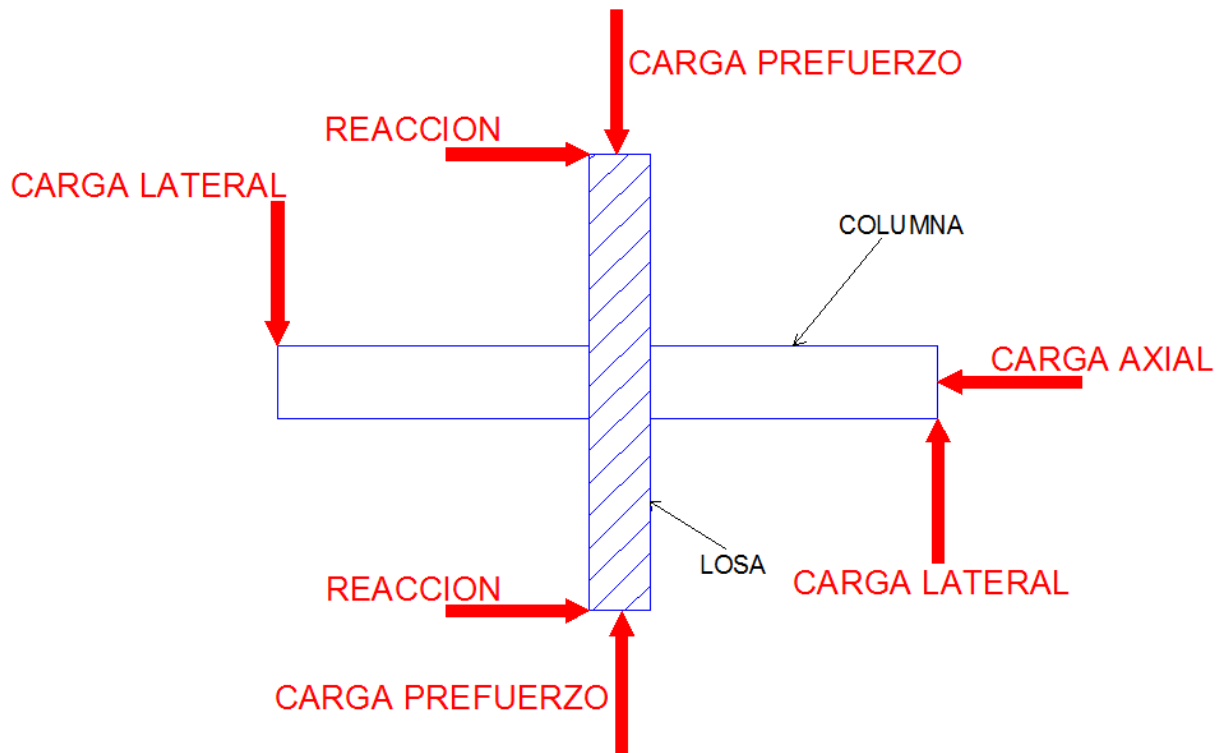 CARGA PREFUERZO
REACCION
CARGA LATERAL
COLUMNA
CARGA AXIAL
LOSA
CARGA LATERAL
REACCION
CARGA PREFUERZO